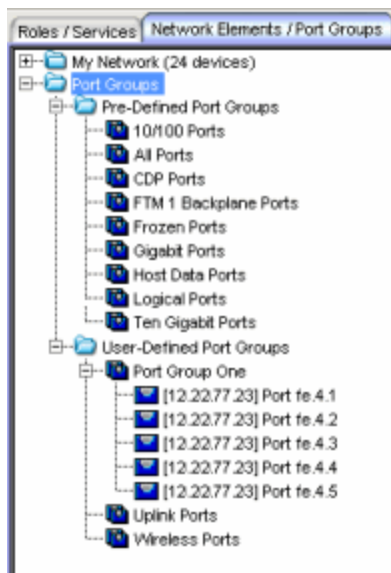 Roles / Services Network Elements / Port Groups
My Network (24 devices)
Port Groups
Pre-Defined Port Groups
10/100 Ports
All Ports
CDP Ports
FTM 1 Backplane Ports
Frozen Ports
Gigabit Ports
Host Data Ports
Logical Ports
Ten Gigabit Ports
User-Defined Port Groups
Port Group One
[12.22.77.23] Port fe.4.1
[12.22.77.23] Port fe.4.2
[12.22.77.23] Port fe.4.3
[12.22.77.23] Port fe.4.4
[12.22.77.23] Port fe.4.5
Uplink Ports
Wireless Ports